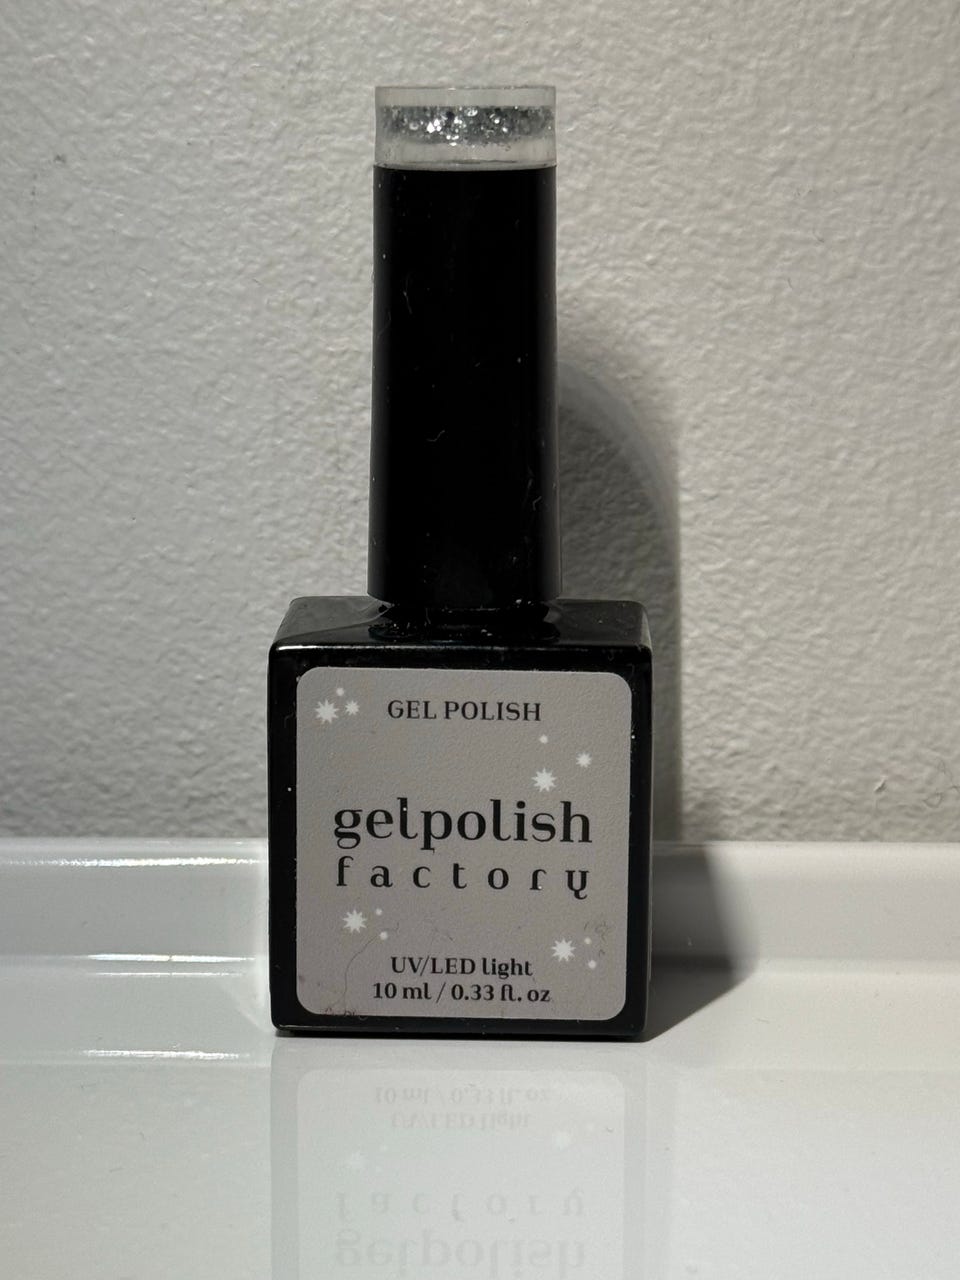 GEL POLISH
gelpolish
factory
UV/LED light
10 ml / 0.33 fl. oz